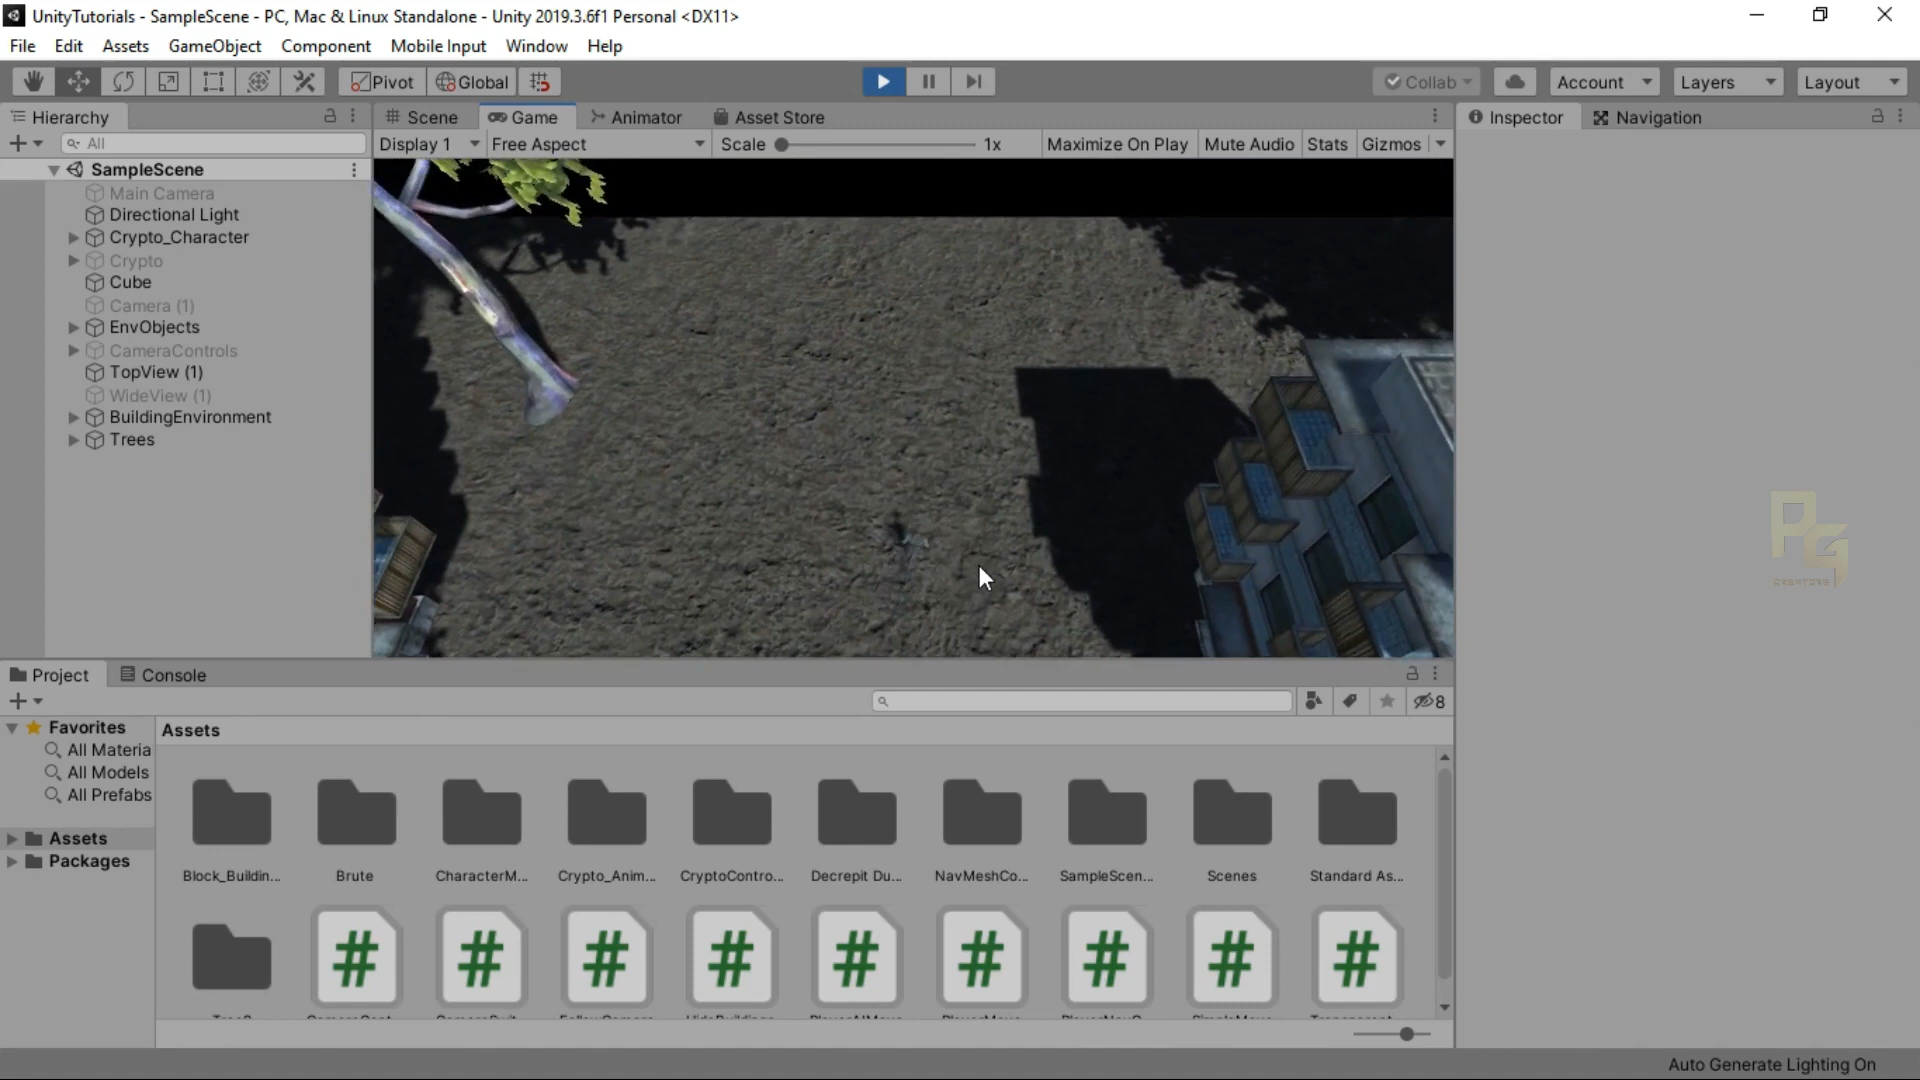 UnityTutorials - SampleScene - PC, Mac & Linux Standalone - Unity 2019.3.6f1 Personal <DX11>
File Edit Assets GameObject Component Mobile Input Window Help
Pivot Global Collab Account Layers Layout
Hierarchy
All
SampleScene
Main Camera
Directional Light
Crypto_Character
Crypto
Cube
Camera (1)
EnvObjects
CameraControls
TopView (1)
WideView (1)
BuildingEnvironment
Trees
Scene Game Animator Asset Store
Display 1 Free Aspect Scale 1x Maximize On Play Mute Audio Stats Gizmos
Inspector Navigation
PG
CREATORS
Project Console
8
Favorites
All Materia
All Models
All Prefabs
Assets
Packages
Assets
Block_Buildin... Brute CharacterM... Crypto_Anim... CryptoContro... Decrepit Du... NavMeshCo... SampleScen... Scenes Standard As...
Auto Generate Lighting On